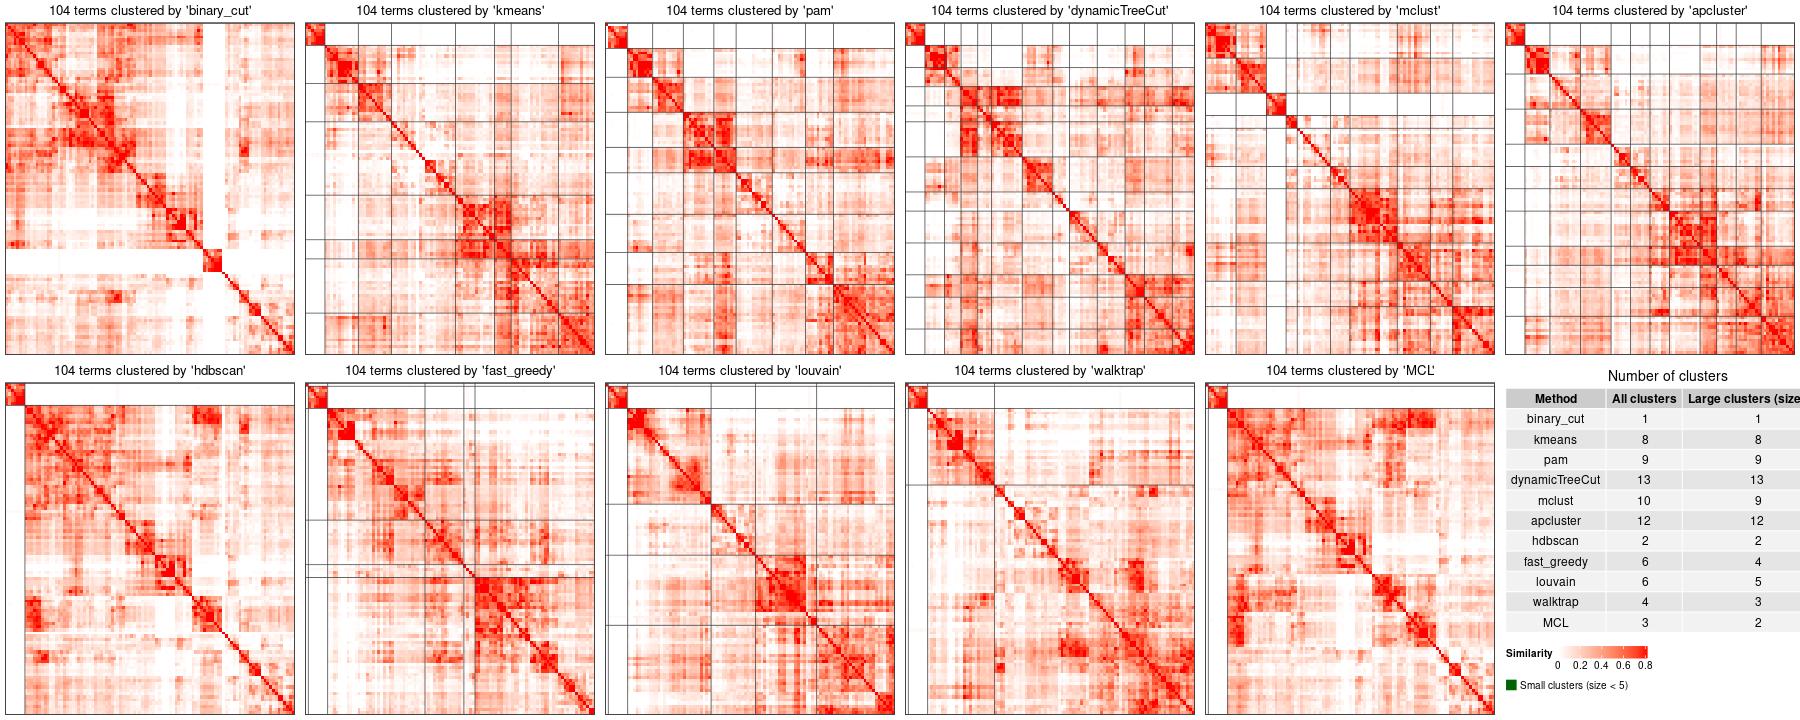 104 terms clustered by 'binary_cut'
104 terms clustered by 'kmeans'
104 terms clustered by 'pam'
104 terms clustered by 'dynamicTreeCut'
104 terms clustered by 'mclust'
104 terms clustered by 'apcluster'
104 terms clustered by 'hdbscan'
104 terms clustered by 'fast_greedy'
104 terms clustered by 'louvain'
104 terms clustered by 'walktrap'
104 terms clustered by 'MCL'
Number of clusters
Method All clusters Large clusters (size
binary_cut 1 1
kmeans 8 8
pam 9 9
dynamicTreeCut 13 13
mclust 10 9
apcluster 12 12
hdbscan 2 2
fast_greedy 6 4
louvain 6 5
walktrap 4 3
MCL 3 2
Similarity
0 0.2 0.4 0.6 0.8
Small clusters (size < 5)